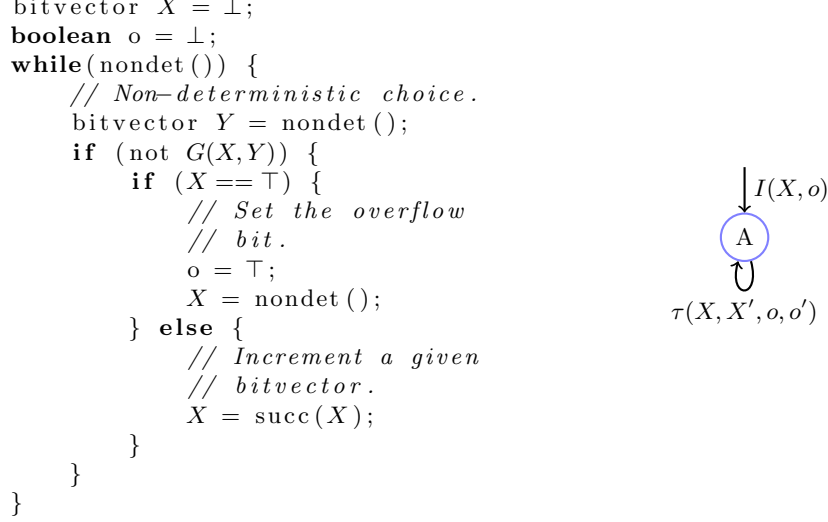 bitvector X = ⊥;
boolean o = ⊥;
while(nondet()) {
// Non-deterministic choice.
bitvector Y = nondet();
if (not G(X,Y)) {
if (X == ⊤) {
// Set the overflow
// bit.
o = ⊤;
X = nondet();
} else {
// Increment a given
// bitvector.
X = succ(X);
}
}
}
I(X, o)
A
τ(X, X′, o, o′)